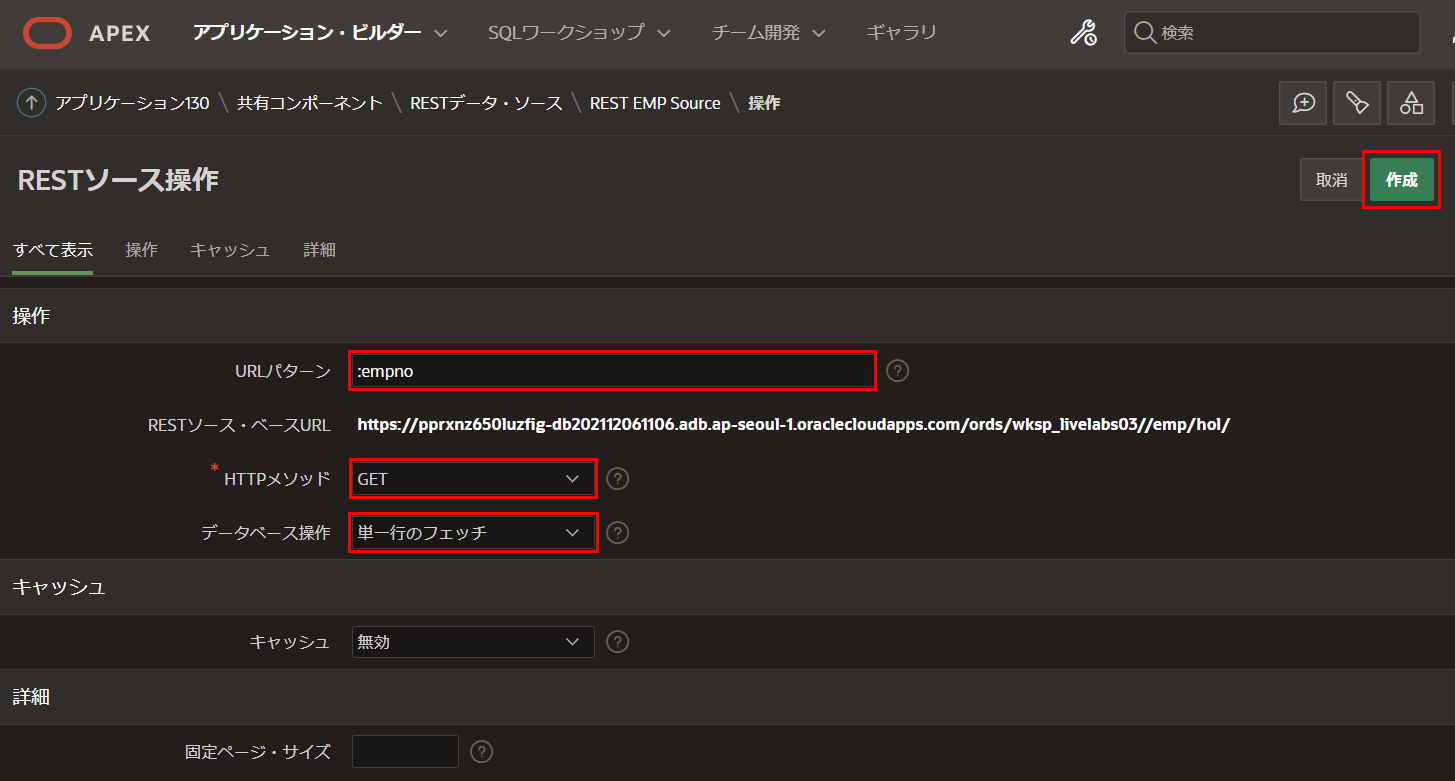 APEX アプリケーション・ビルダー SQLワークショップ チーム開発 ギャラリ 検索
アプリケーション130 \ 共有コンポーネント \ RESTデータ・ソース \ REST EMP Source \ 操作
RESTソース操作 取消 作成
すべて表示 操作 キャッシュ 詳細
操作
URLパターン :empno ?
RESTソース・ベースURL https://pprxnz650luzfig-db202112061106.adb.ap-seoul-1.oraclecloudapps.com/ords/wksp_livelabs03//emp/hol/
* HTTPメソッド GET ?
データベース操作 単一行のフェッチ ?
キャッシュ
キャッシュ 無効 ?
詳細
固定ページ・サイズ ?